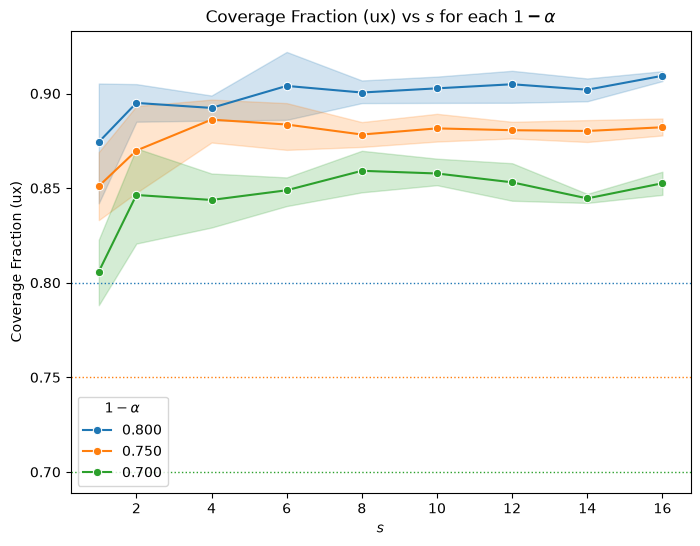 Coverage Fraction (ux) vs s for each 1 − α
Coverage Fraction (ux)
0.90
0.85
0.80
0.75
0.70
1 − α
0.800
0.750
0.700
2 4 6 8 10 12 14 16
s